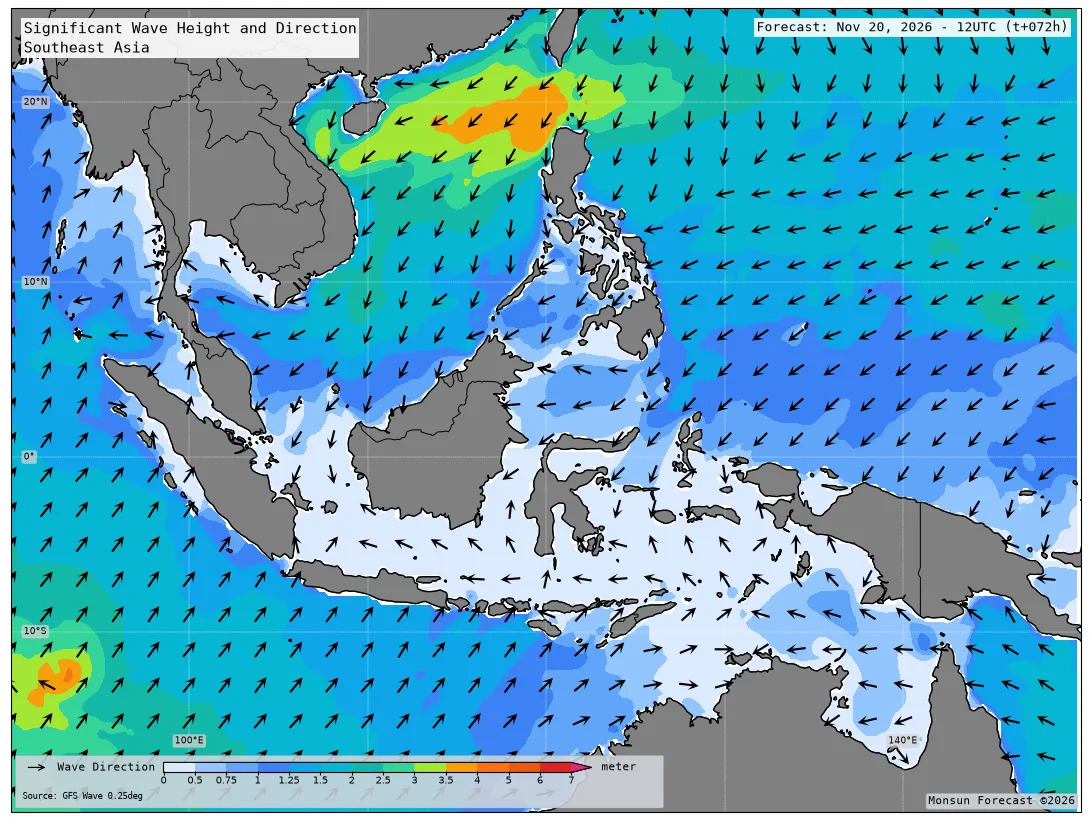 Significant Wave Height and Direction
Southeast Asia
Forecast: Nov 20, 2026 - 12UTC (t+072h)
20°N
10°N
0°
10°S
100°E
140°E
Wave Direction
meter
0 0.5 0.75 1 1.25 1.5 2 2.5 3 3.5 4 5 6 7
Source: GFS Wave 0.25deg
Monsun Forecast ©2026